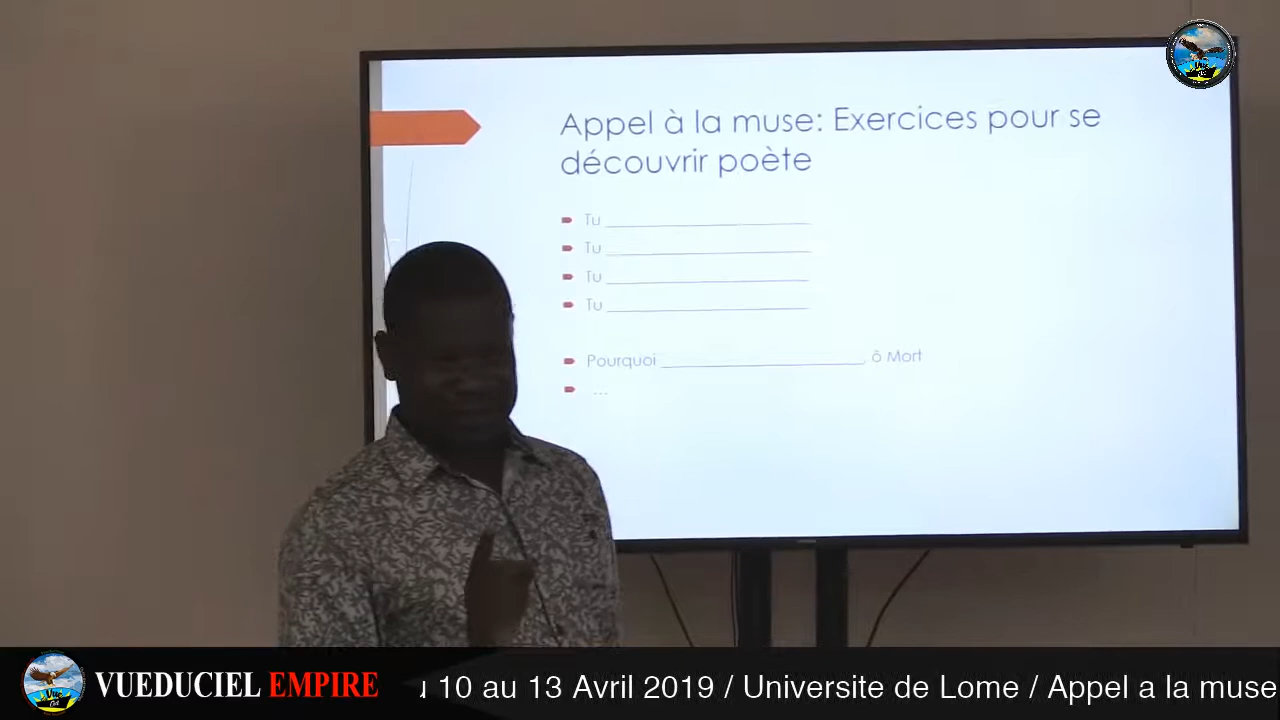 Appel à la muse: Exercices pour se
découvrir poète
Tu ____________________
Tu ____________________
Tu ____________________
Tu ____________________
Pourquoi ____________________, ô Mort
...
VUEDUCIEL EMPIRE
10 au 13 Avril 2019 / Universite de Lome / Appel a la muse